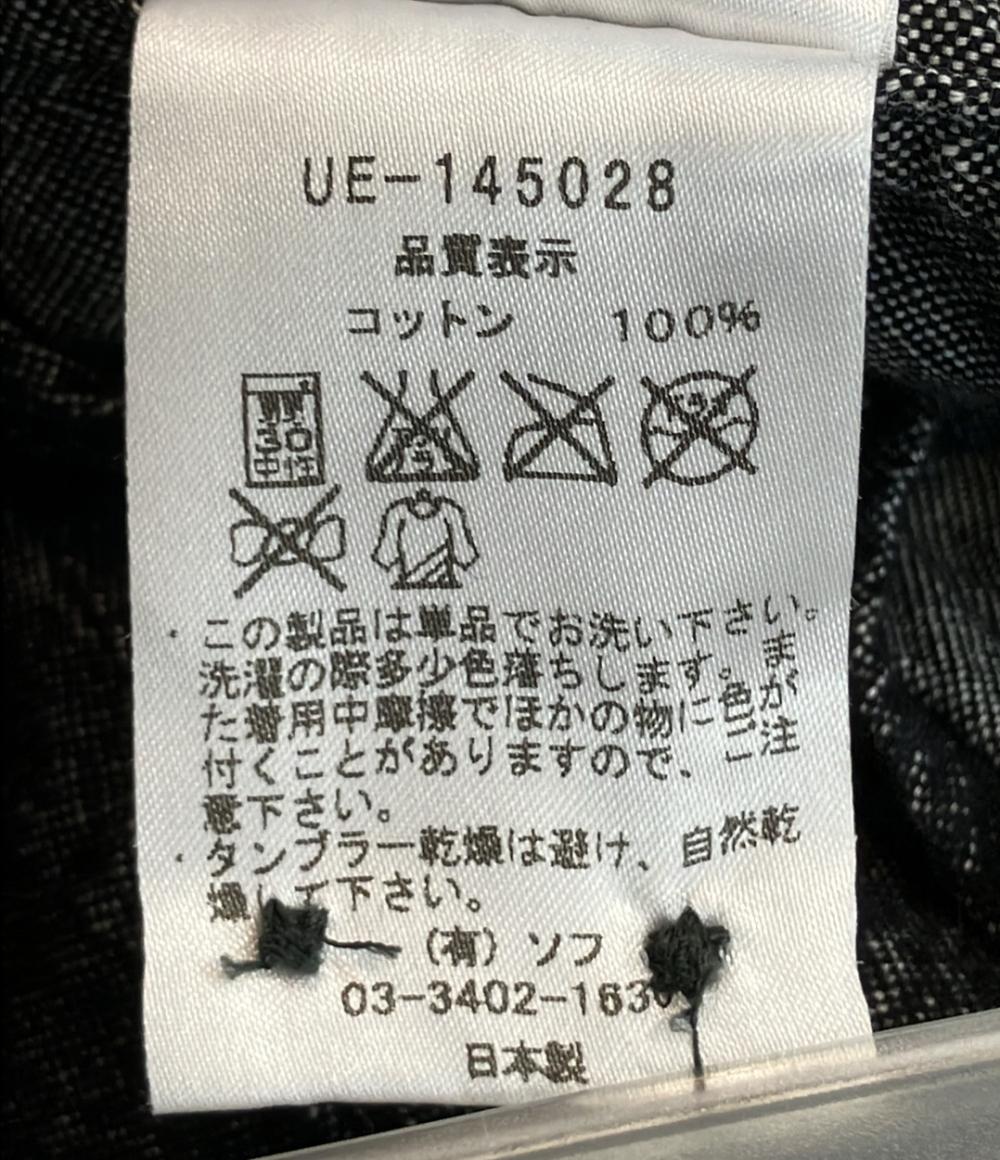 UE-145028
品質表示
コットン 100%
・この製品は単品でお洗い下さい。
洗濯の際多少色落ちします。ま
た着用中摩擦でほかの物に色が
付くことがありますので、ご注
意下さい。
・タンブラー乾燥は避け、自然乾
燥して下さい。
(有) ソフ
03-3402-163
日本製